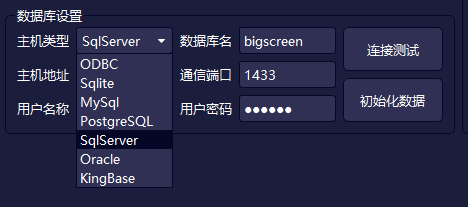 数据库设置
主机类型 SqlServer 数据库名 bigscreen 连接测试
主机地址 通信端口 1433
用户名称 用户密码 ●●●●●● 初始化数据
ODBC
Sqlite
MySql
PostgreSQL
SqlServer
Oracle
KingBase